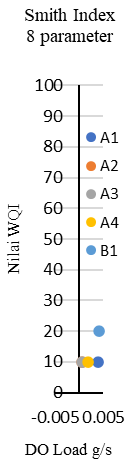 Smith Index
8 parameter
100
90
80
A1
70
A2
60
A3
A4
50
B1
40
30
20
10
0
Nilai WQI
-0.005 0.005
DO Load g/s